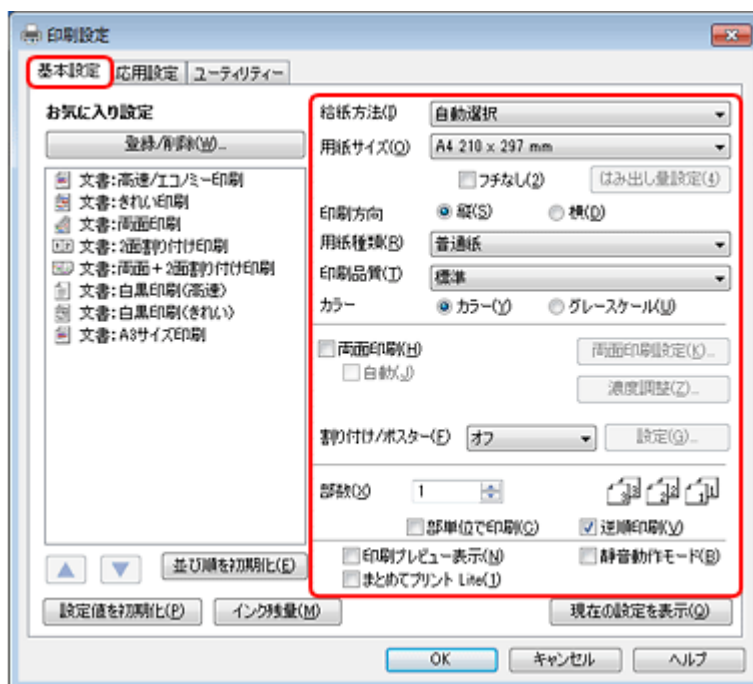 印刷設定
基本設定 応用設定 ユーティリティー
お気に入り設定
登録/削除(W)...
文書:高速/エコノミー印刷
文書:きれい印刷
文書:両面印刷
文書:2面割り付け印刷
文書:両面+2面割り付け印刷
文書:白黒印刷(高速)
文書:白黒印刷(きれい)
文書:A3サイズ印刷
並び順を初期化(E)
給紙方法(I) 自動選択
用紙サイズ(O) A4 210 x 297 mm
フチなし(2) はみ出し量設定(4)
印刷方向 縦(S) 横(D)
用紙種類(R) 普通紙
印刷品質(T) 標準
カラー カラー(Y) グレースケール(U)
両面印刷(H) 両面印刷設定(K)...
自動(J)
濃度調整(Z)...
割り付け/ポスター(F) オフ 設定(G)...
部数(X) 1 3 3 2 2 1 1
部単位で印刷(C) 逆順印刷(V)
印刷プレビュー表示(N) 静音動作モード(B)
まとめてプリント Lite(1)
設定値を初期化(P) インク残量(M) 現在の設定を表示(Q)
OK キャンセル ヘルプ